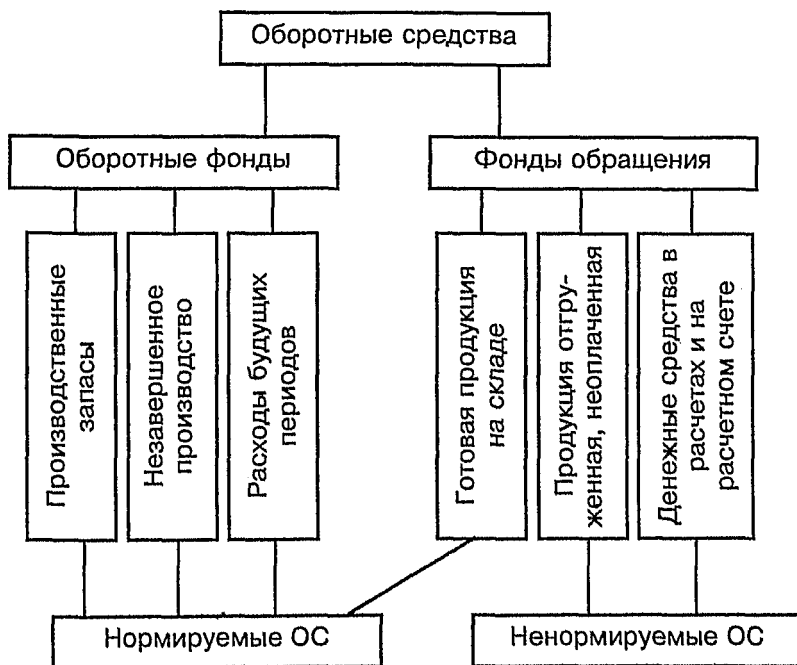 Оборотные средства
Оборотные фонды
Фонды обращения
Производственные
запасы
Незавершенное
производство
Расходы будущих
периодов
Готовая продукция
на складе
Продукция отгру-
женная, неоплаченная
Денежные средства в
расчетах и на
расчетном счете
Нормируемые ОС
Ненормируемые ОС